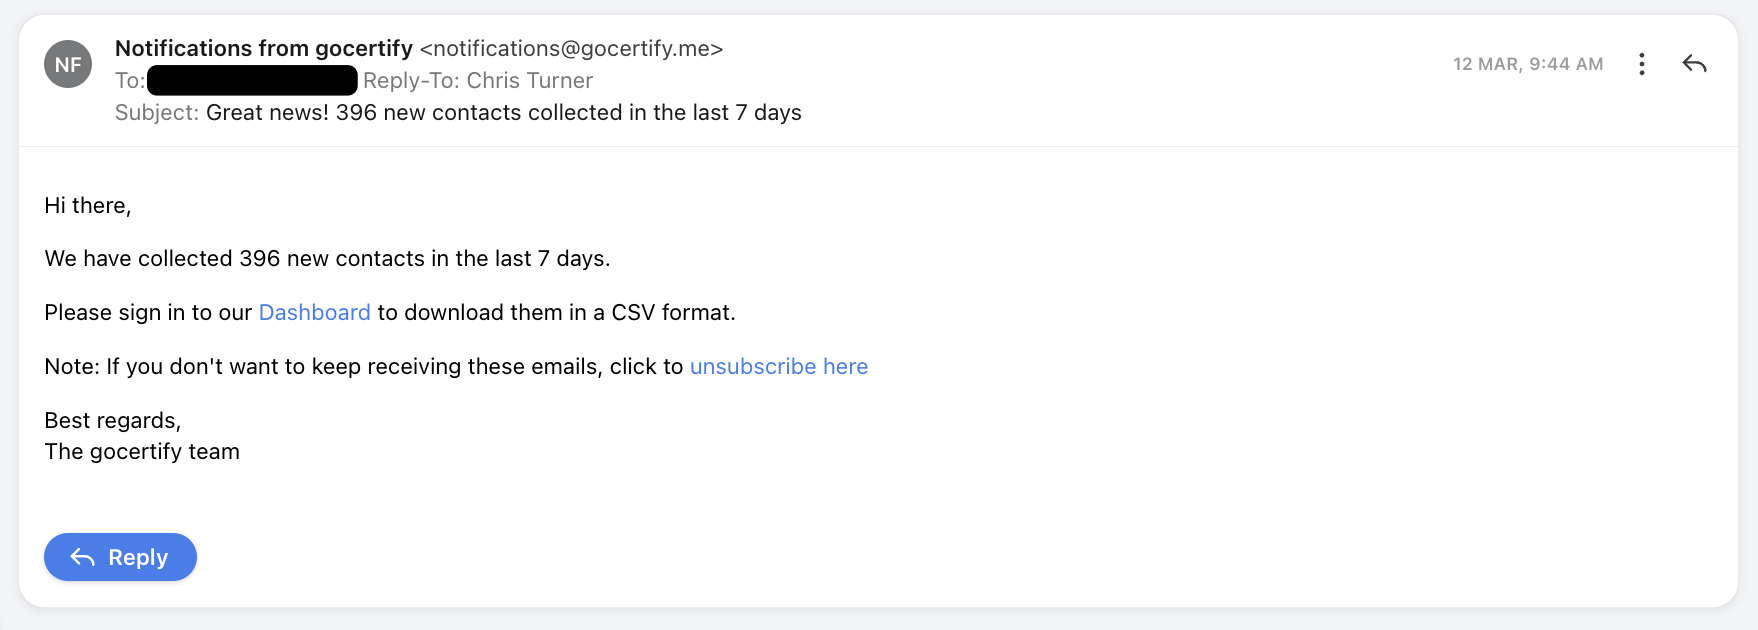 NF
Notifications from gocertify <notifications@gocertify.me>
12 MAR, 9:44 AM
To: Reply-To: Chris Turner
Subject: Great news! 396 new contacts collected in the last 7 days
Hi there,
We have collected 396 new contacts in the last 7 days.
Please sign in to our Dashboard to download them in a CSV format.
Note: If you don't want to keep receiving these emails, click to unsubscribe here
Best regards,
The gocertify team
Reply